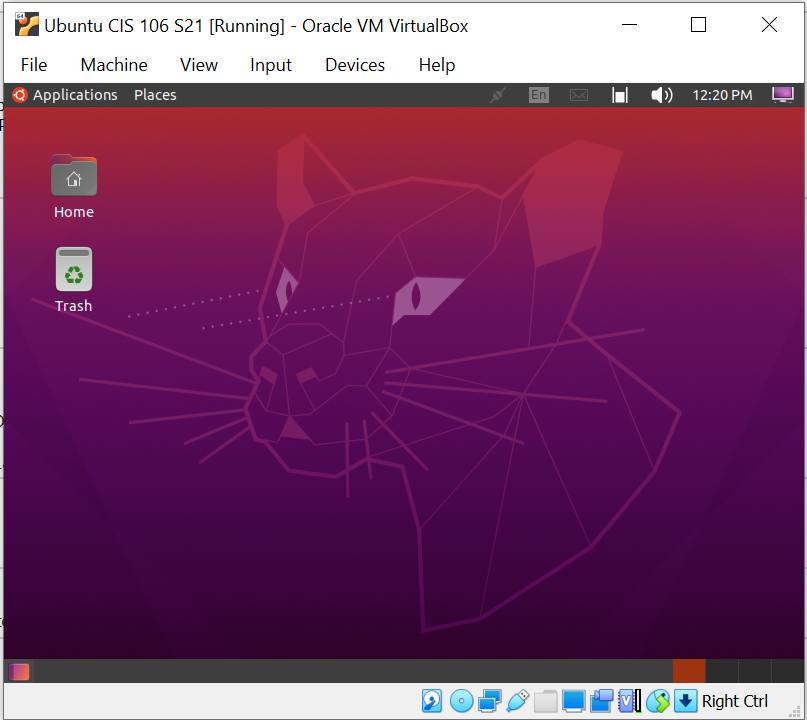 Ubuntu CIS 106 S21 [Running] - Oracle VM VirtualBox
File Machine View Input Devices Help
Applications Places En 12:20 PM
Home
Trash
Right Ctrl